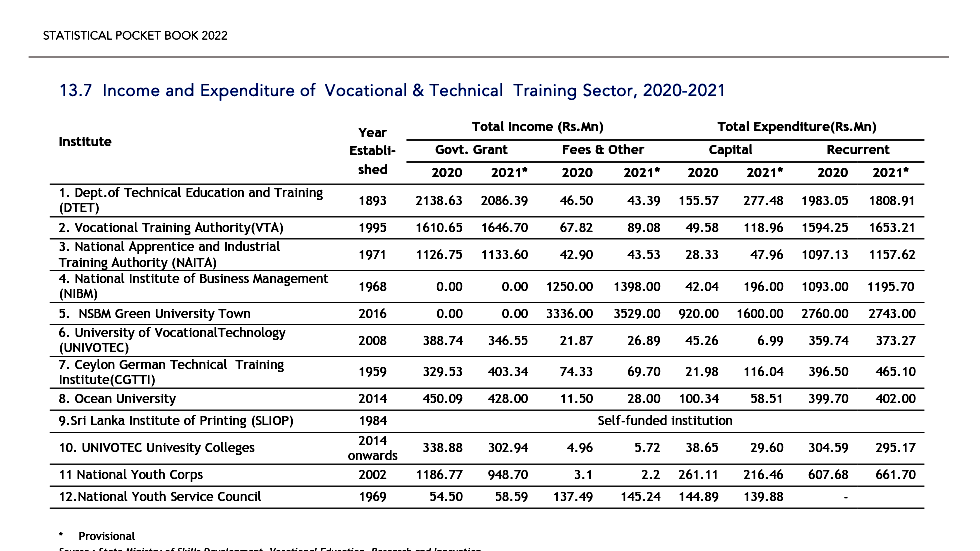 STATISTICAL POCKET BOOK 2022
13.7 Income and Expenditure of Vocational & Technical Training Sector, 2020-2021
Institute Year Establi-shed Total Income (Rs.Mn) Total Expenditure(Rs.Mn)
Govt. Grant Fees & Other Capital Recurrent
2020 2021* 2020 2021* 2020 2021* 2020 2021*
1. Dept.of Technical Education and Training (DTET) 1893 2138.63 2086.39 46.50 43.39 155.57 277.48 1983.05 1808.91
2. Vocational Training Authority(VTA) 1995 1610.65 1646.70 67.82 89.08 49.58 118.96 1594.25 1653.21
3. National Apprentice and Industrial Training Authority (NAITA) 1971 1126.75 1133.60 42.90 43.53 28.33 47.96 1097.13 1157.62
4. National Institute of Business Management (NIBM) 1968 0.00 0.00 1250.00 1398.00 42.04 196.00 1093.00 1195.70
5. NSBM Green University Town 2016 0.00 0.00 3336.00 3529.00 920.00 1600.00 2760.00 2743.00
6. University of VocationalTechnology (UNIVOTEC) 2008 388.74 346.55 21.87 26.89 45.26 6.99 359.74 373.27
7. Ceylon German Technical Training Institute(CGTTI) 1959 329.53 403.34 74.33 69.70 21.98 116.04 396.50 465.10
8. Ocean University 2014 450.09 428.00 11.50 28.00 100.34 58.51 399.70 402.00
9.Sri Lanka Institute of Printing (SLIOP) 1984 Self-funded institution
10. UNIVOTEC Univesity Colleges 2014 onwards 338.88 302.94 4.96 5.72 38.65 29.60 304.59 295.17
11 National Youth Corps 2002 1186.77 948.70 3.1 2.2 261.11 216.46 607.68 661.70
12.National Youth Service Council 1969 54.50 58.59 137.49 145.24 144.89 139.88 -
* Provisional
Source : State Ministry of Skills Development, Vocational Education, Research and Innovation